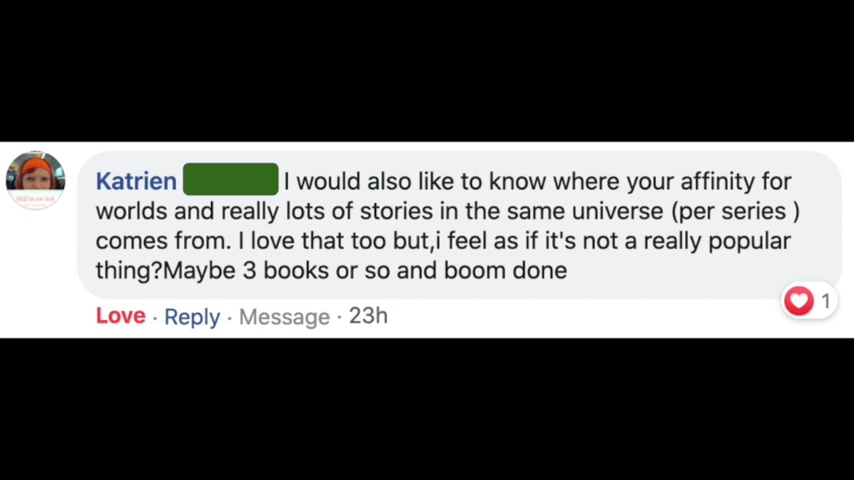 Katrien I would also like to know where your affinity for
worlds and really lots of stories in the same universe (per series )
comes from. I love that too but,i feel as if it's not a really popular
thing?Maybe 3 books or so and boom done
1
Love · Reply · Message · 23h